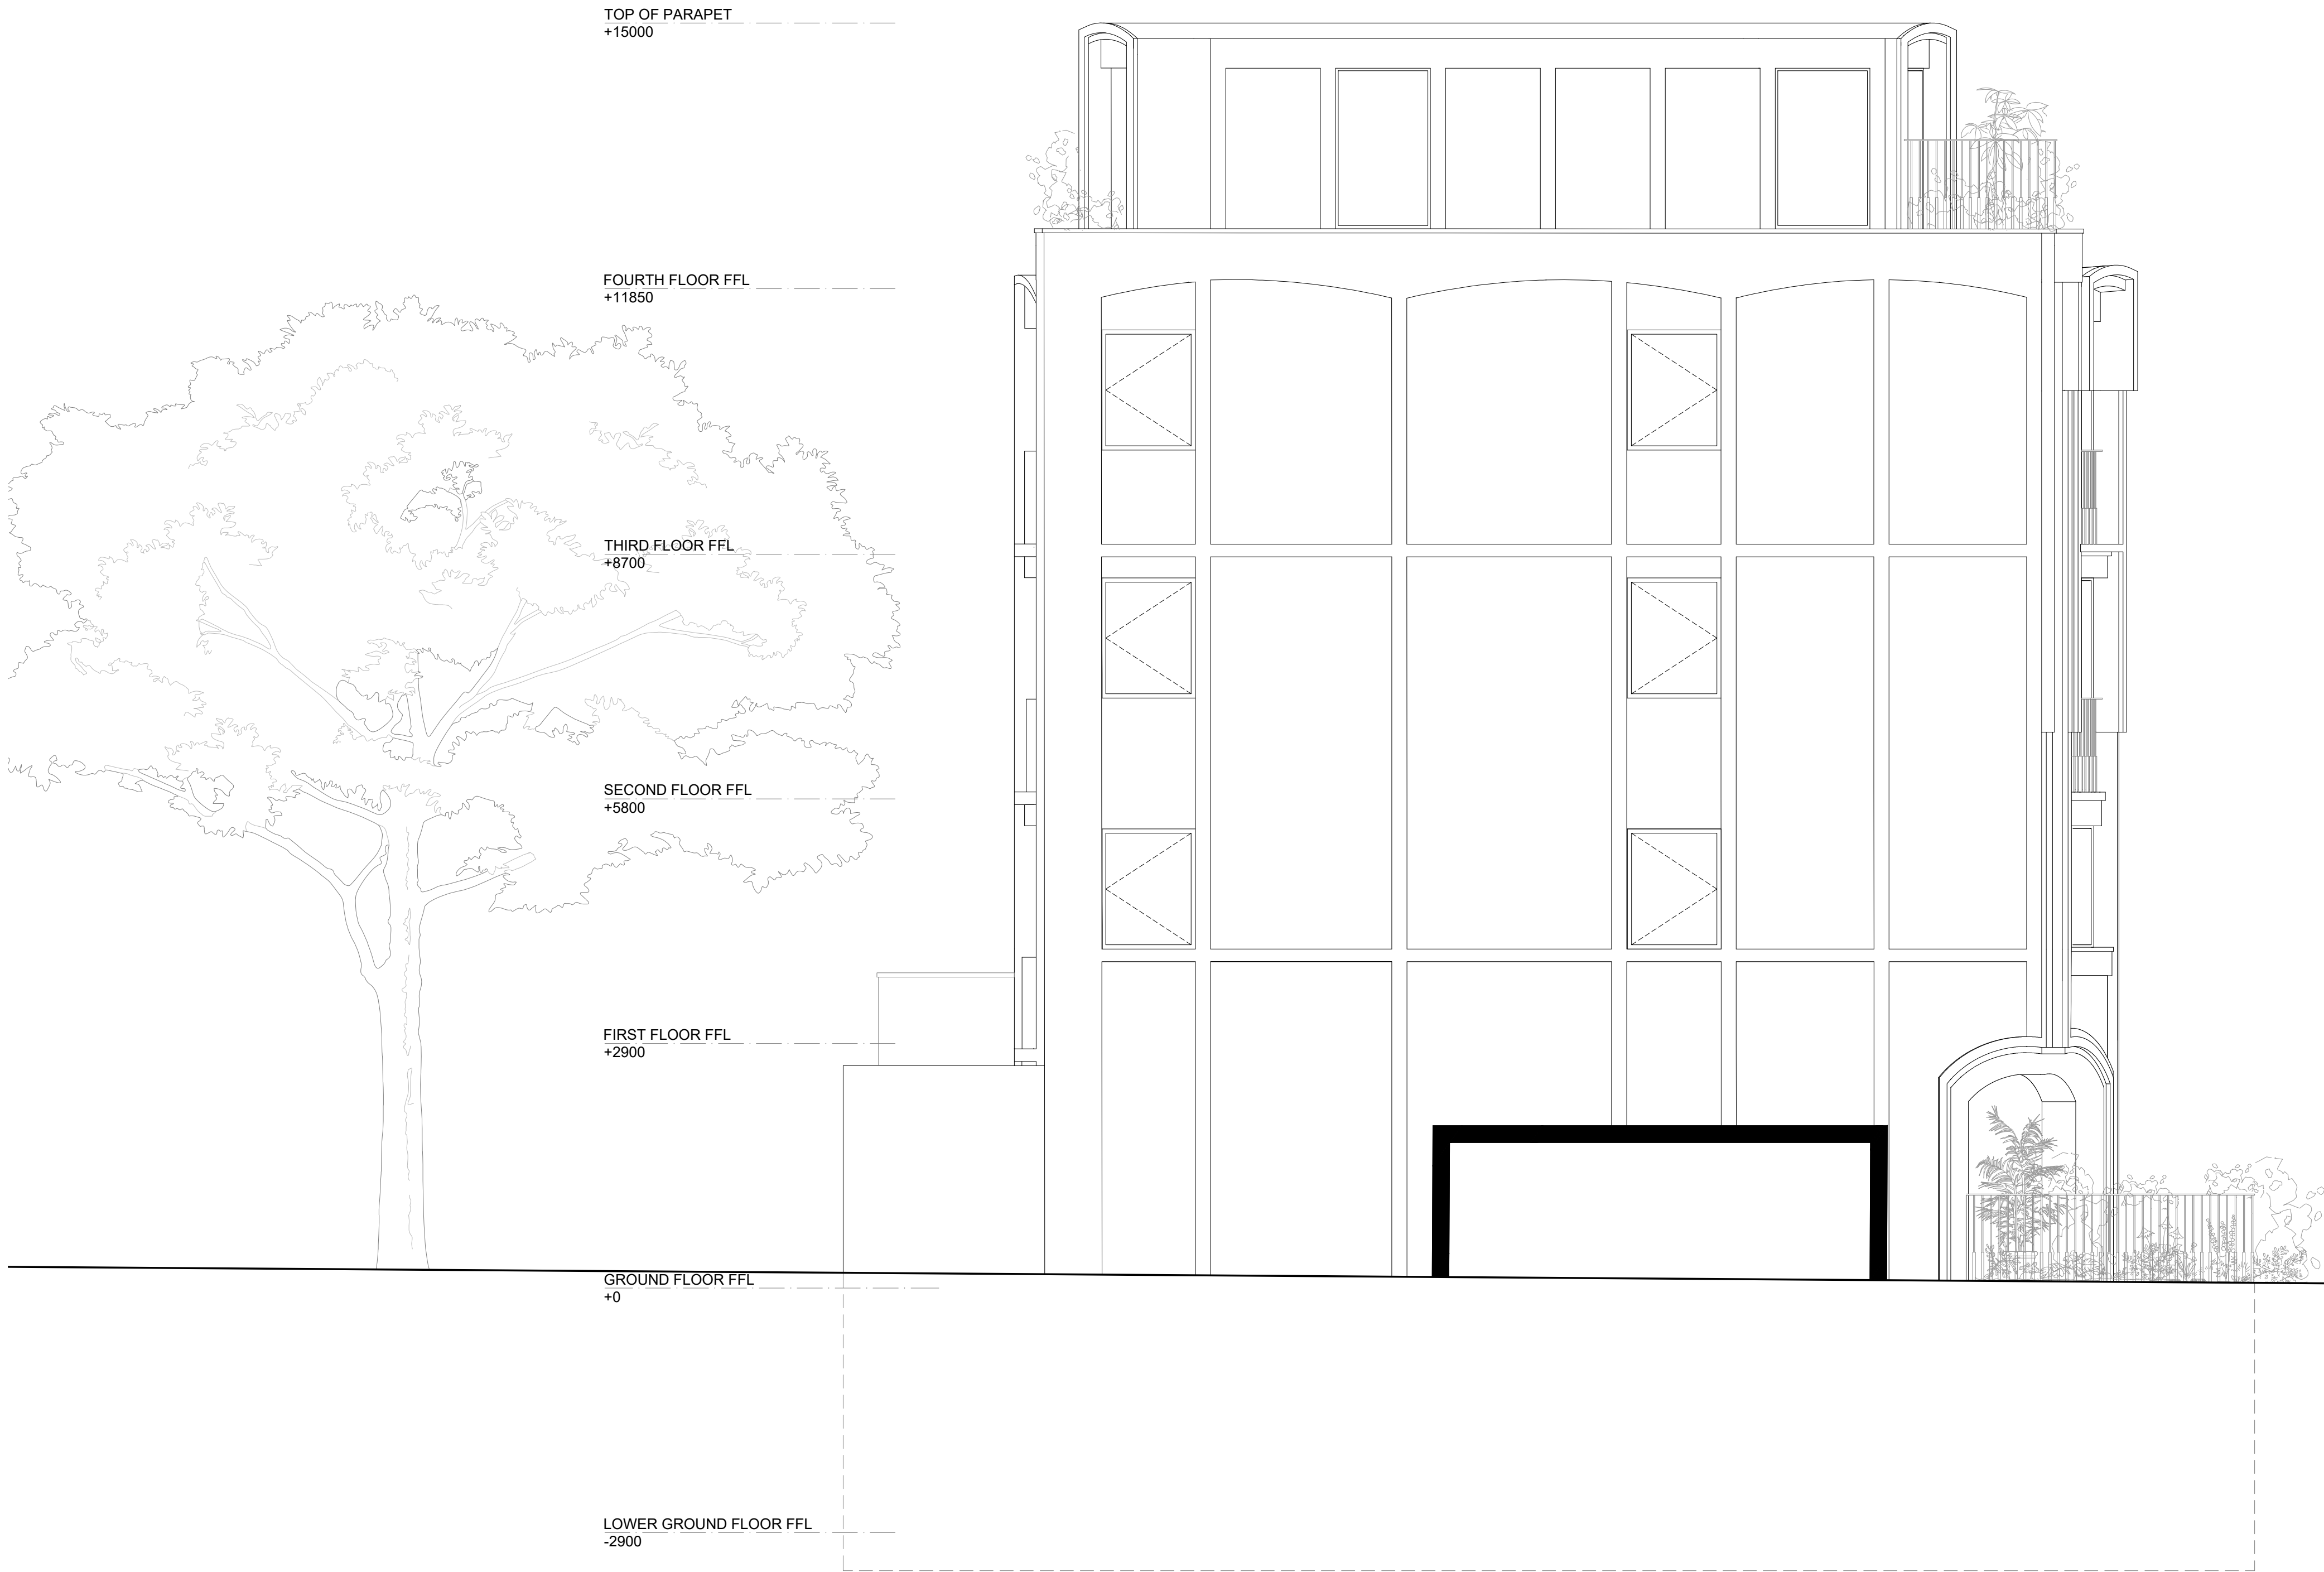 TOP OF PARAPET
+15000
FOURTH FLOOR FFL
+11850
THIRD FLOOR FFL
+8700
SECOND FLOOR FFL
+5800
FIRST FLOOR FFL
+2900
GROUND FLOOR FFL
+0
LOWER GROUND FLOOR FFL
-2900